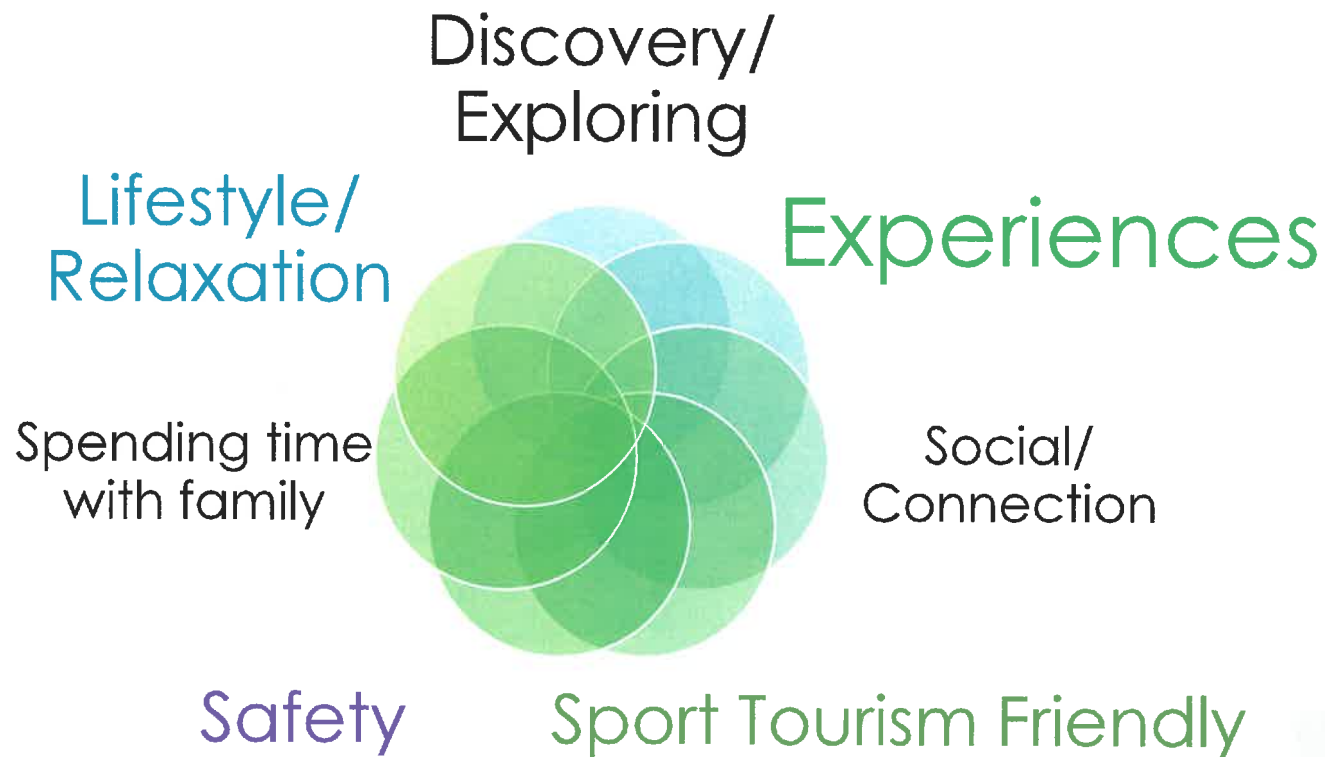 Discovery/
Exploring
Lifestyle/
Relaxation
Experiences
Spending time
with family
Social/
Connection
Safety
Sport Tourism Friendly